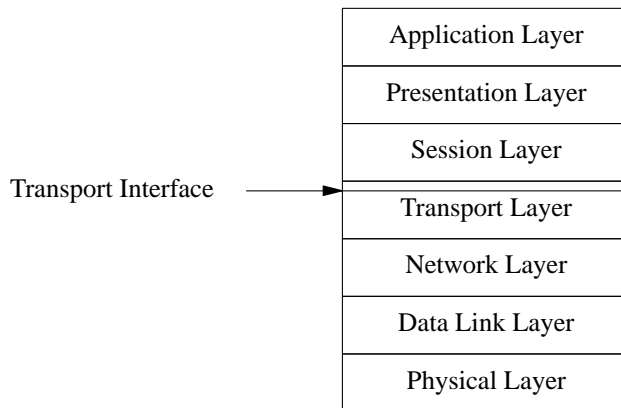 Application Layer
Presentation Layer
Session Layer
Transport Interface
Transport Layer
Network Layer
Data Link Layer
Physical Layer